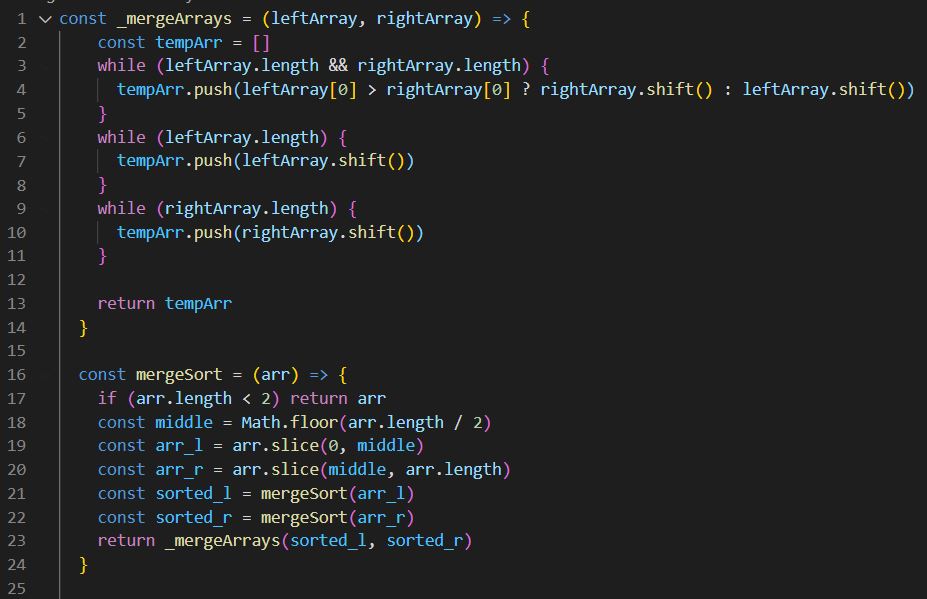 1 const _mergeArrays = (leftArray, rightArray) => {
2 const tempArr = []
3 while (leftArray.length && rightArray.length) {
4 tempArr.push(leftArray[0] > rightArray[0] ? rightArray.shift() : leftArray.shift())
5 }
6 while (leftArray.length) {
7 tempArr.push(leftArray.shift())
8 }
9 while (rightArray.length) {
10 tempArr.push(rightArray.shift())
11 }
12
13 return tempArr
14 }
15
16 const mergeSort = (arr) => {
17 if (arr.length < 2) return arr
18 const middle = Math.floor(arr.length / 2)
19 const arr_l = arr.slice(0, middle)
20 const arr_r = arr.slice(middle, arr.length)
21 const sorted_l = mergeSort(arr_l)
22 const sorted_r = mergeSort(arr_r)
23 return _mergeArrays(sorted_l, sorted_r)
24 }
25